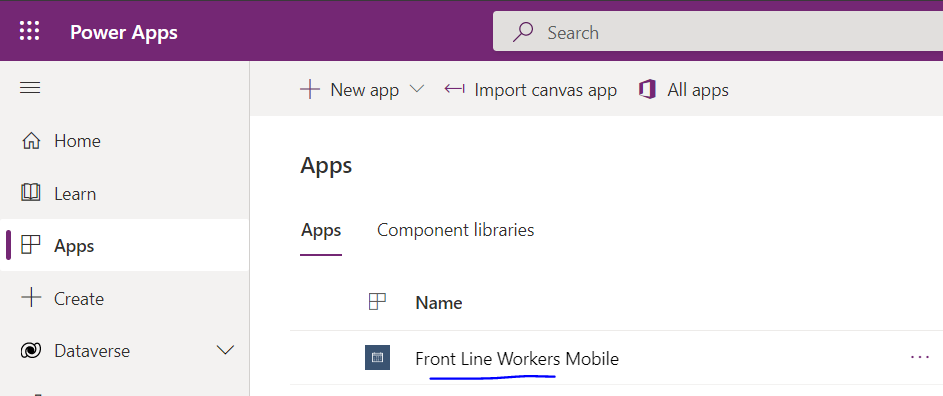 Power Apps
Search
New app
Import canvas app
All apps
Home
Learn
Apps
Create
Dataverse
Apps
Apps
Component libraries
Name
Front Line Workers Mobile